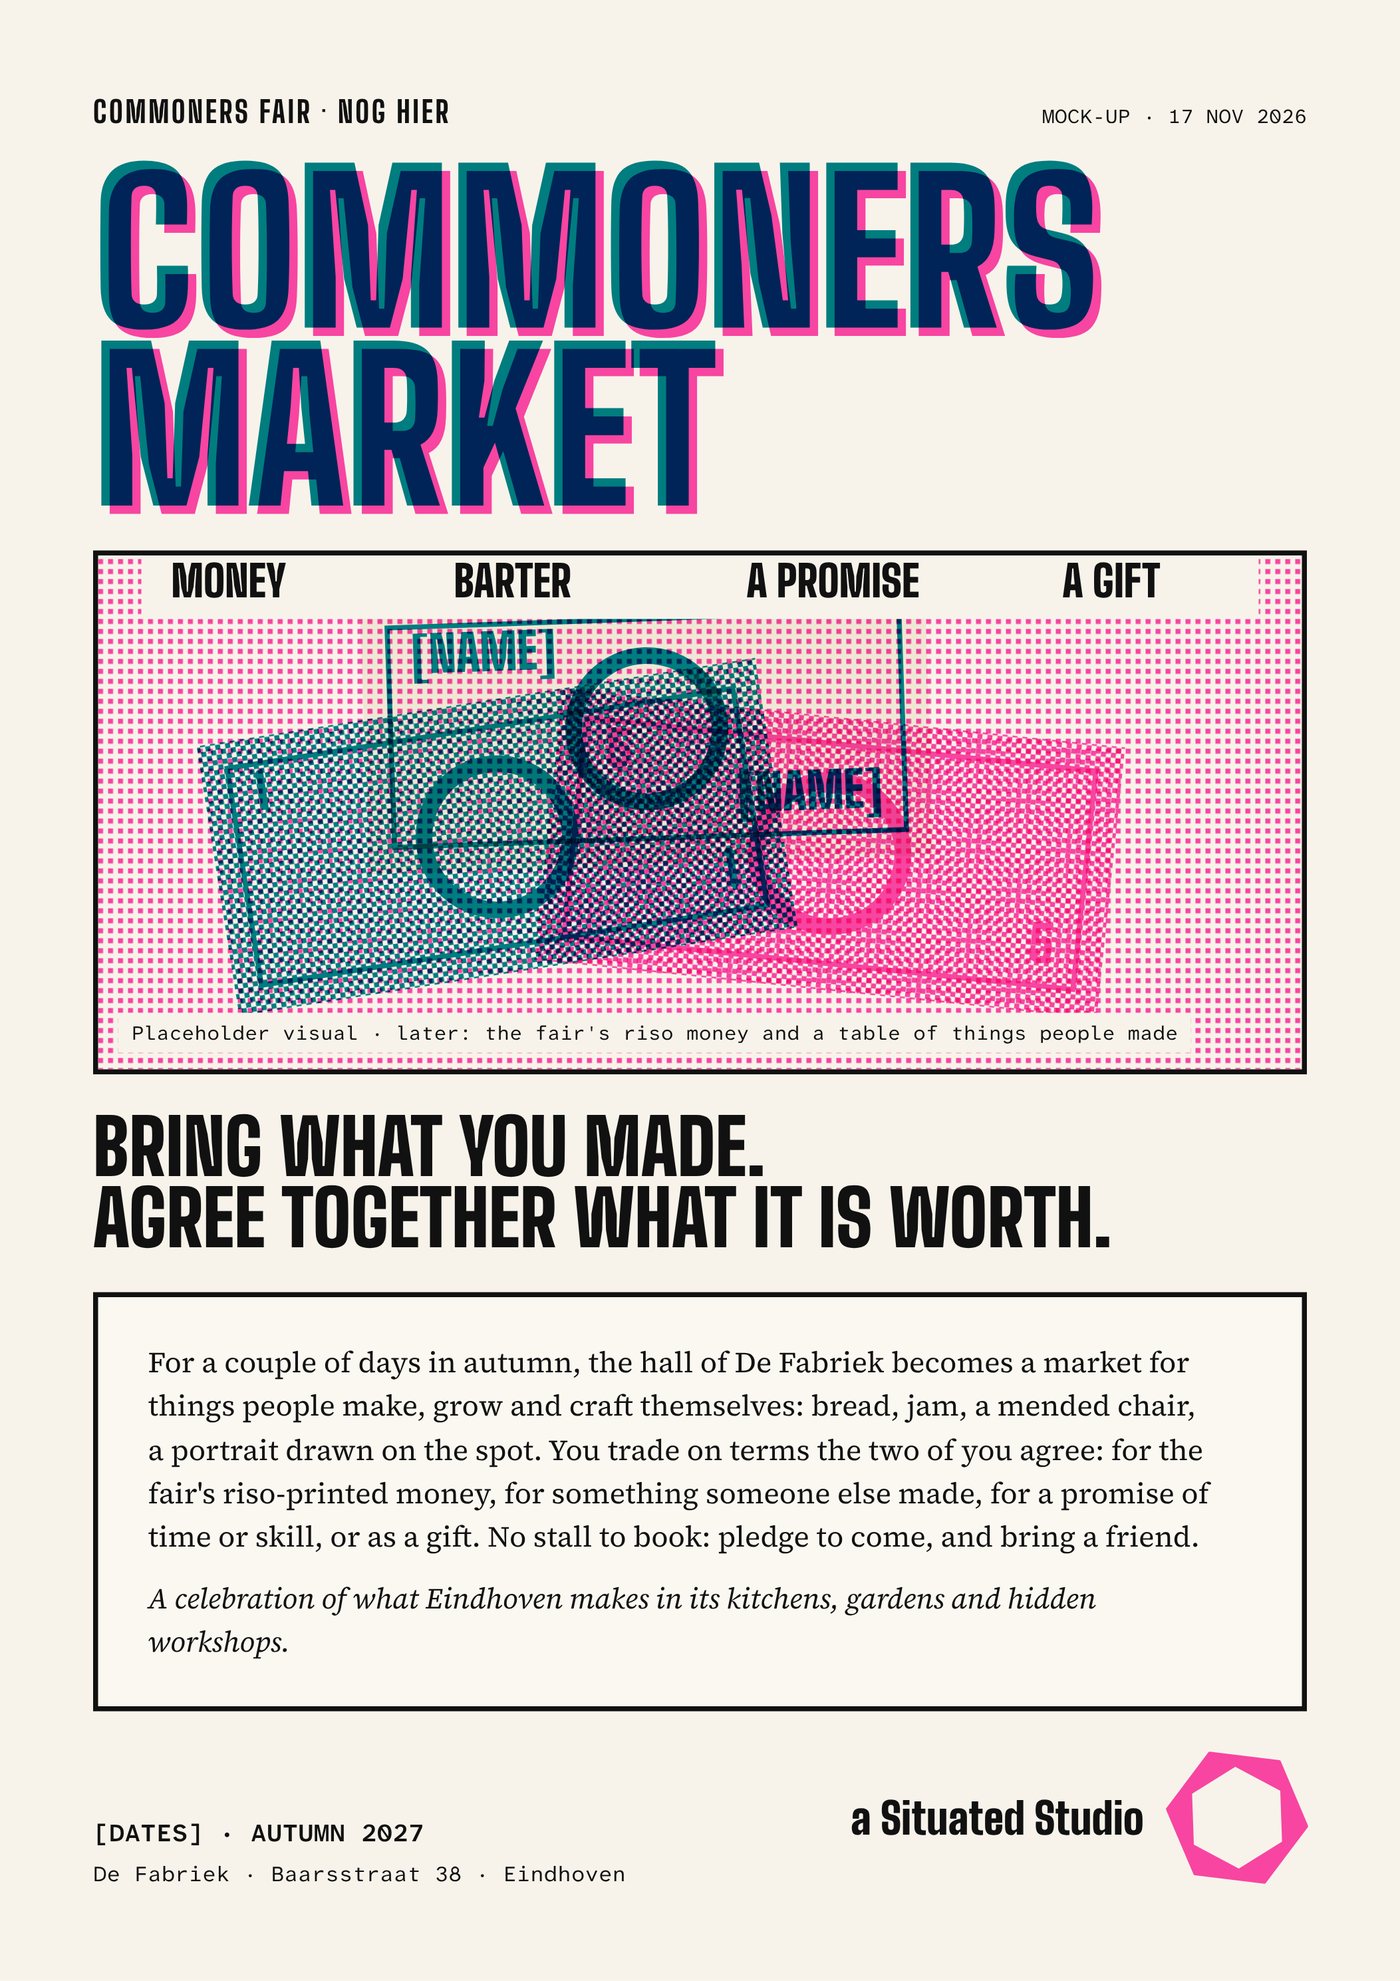 COMMONERS FAIR · NOG HIER
MOCK-UP · 17 NOV 2026
COMMONERS
MARKET
MONEY BARTER A PROMISE A GIFT
[NAME]
[NAME]
1
1
5
Placeholder visual · later: the fair's riso money and a table of things people made
BRING WHAT YOU MADE.
AGREE TOGETHER WHAT IT IS WORTH.
For a couple of days in autumn, the hall of De Fabriek becomes a market for
things people make, grow and craft themselves: bread, jam, a mended chair,
a portrait drawn on the spot. You trade on terms the two of you agree: for the
fair's riso-printed money, for something someone else made, for a promise of
time or skill, or as a gift. No stall to book: pledge to come, and bring a friend.
A celebration of what Eindhoven makes in its kitchens, gardens and hidden
workshops.
a Situated Studio
[DATES] · AUTUMN 2027
De Fabriek · Baarsstraat 38 · Eindhoven